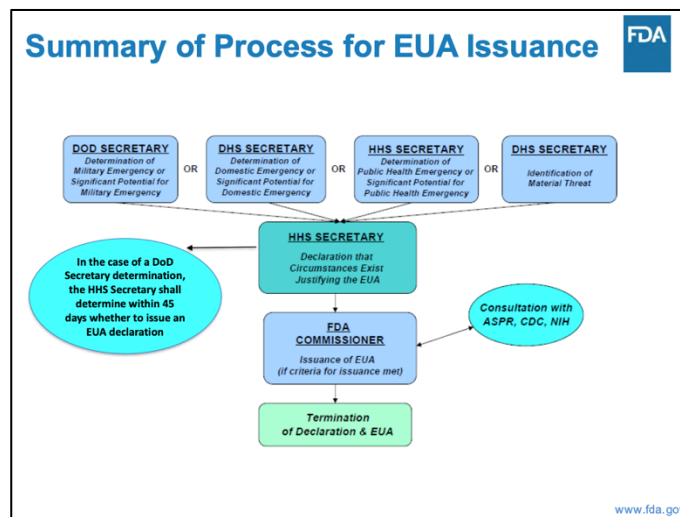 Summary of Process for EUA Issuance
FDA
DOD SECRETARY
Determination of
Military Emergency or
Significant Potential for
Military Emergency
OR
DHS SECRETARY
Determination of
Domestic Emergency or
Significant Potential for
Domestic Emergency
OR
HHS SECRETARY
Determination of
Public Health Emergency or
Significant Potential for
Public Health Emergency
OR
DHS SECRETARY
Identification of
Material Threat
HHS SECRETARY
Declaration that
Circumstances Exist
Justifying the EUA
In the case of a DoD
Secretary determination,
the HHS Secretary shall
determine within 45
days whether to issue an
EUA declaration
FDA
COMMISSIONER
Issuance of EUA
(if criteria for issuance met)
Consultation with
ASPR, CDC, NIH
Termination
of Declaration & EUA
www.fda.gov